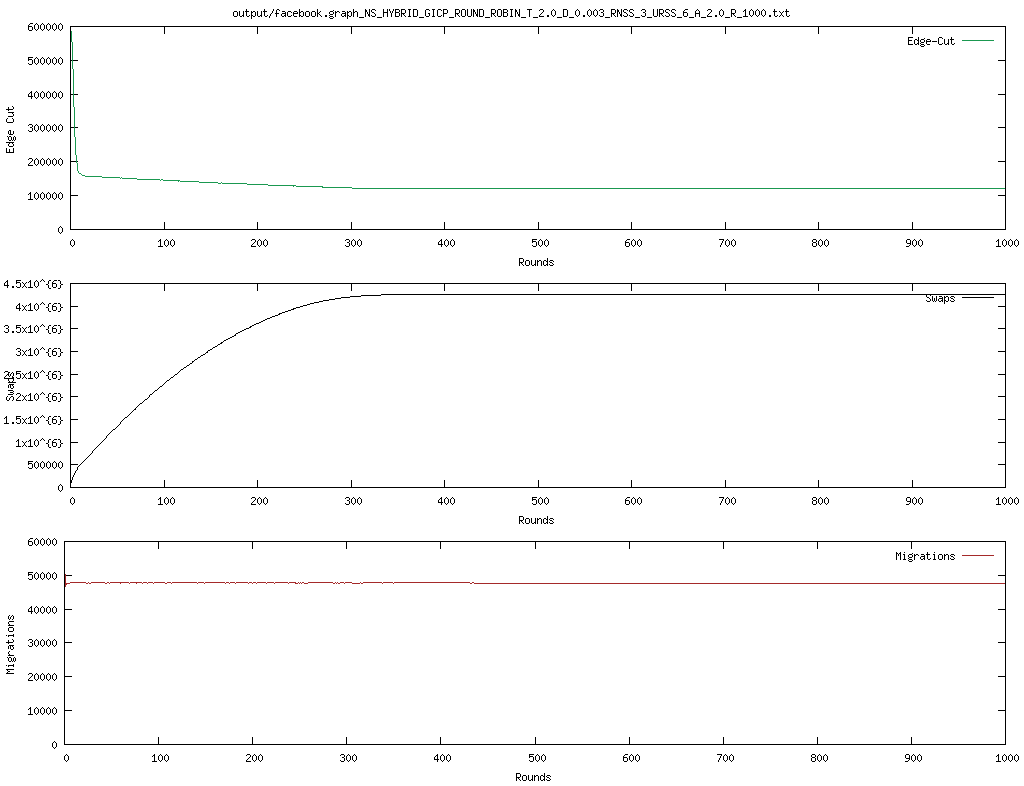 output/facebook.graph_NS_HYBRID_GICP_ROUND_ROBIN_T_2.0_D_0.003_RNSS_3_URSS_6_A_2.0_R_1000.txt
600000
500000
400000
300000
200000
100000
0
Edge Cut
Edge-Cut
0 100 200 300 400 500 600 700 800 900 1000
Rounds
4.5x10^{6}
4x10^{6}
3.5x10^{6}
3x10^{6}
2.5x10^{6}
2x10^{6}
1.5x10^{6}
1x10^{6}
500000
0
Swaps
Swaps
0 100 200 300 400 500 600 700 800 900 1000
Rounds
60000
50000
40000
30000
20000
10000
0
Migrations
Migrations
0 100 200 300 400 500 600 700 800 900 1000
Rounds